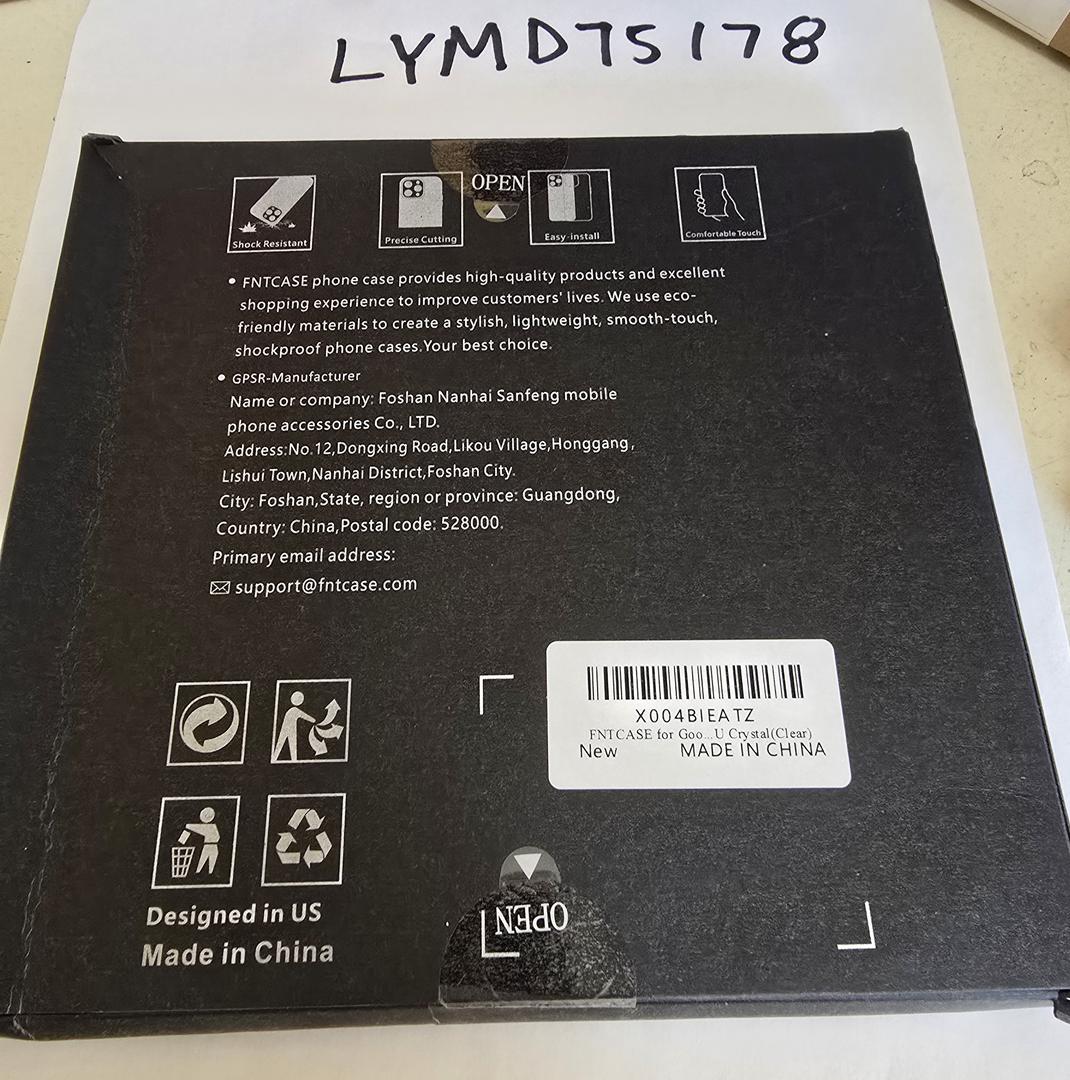 LYMD75178
OPEN
Shock Resistant
Precise Cutting
Easy-install
Comfortable Touch
• FNTCASE phone case provides high-quality products and excellent
shopping experience to improve customers' lives. We use eco-
friendly materials to create a stylish, lightweight, smooth-touch,
shockproof phone cases.Your best choice.
• GPSR-Manufacturer
Name or company: Foshan Nanhai Sanfeng mobile
phone accessories Co., LTD.
Address:No.12,Dongxing Road,Likou Village,Honggang,
Lishui Town,Nanhai District,Foshan City.
City: Foshan,State, region or province: Guangdong,
Country: China,Postal code: 528000.
Primary email address:
support@fntcase.com
X004BIEATZ
FNTCASE for Goo...U Crystal(Clear)
New MADE IN CHINA
Designed in US
Made in China
OPEN